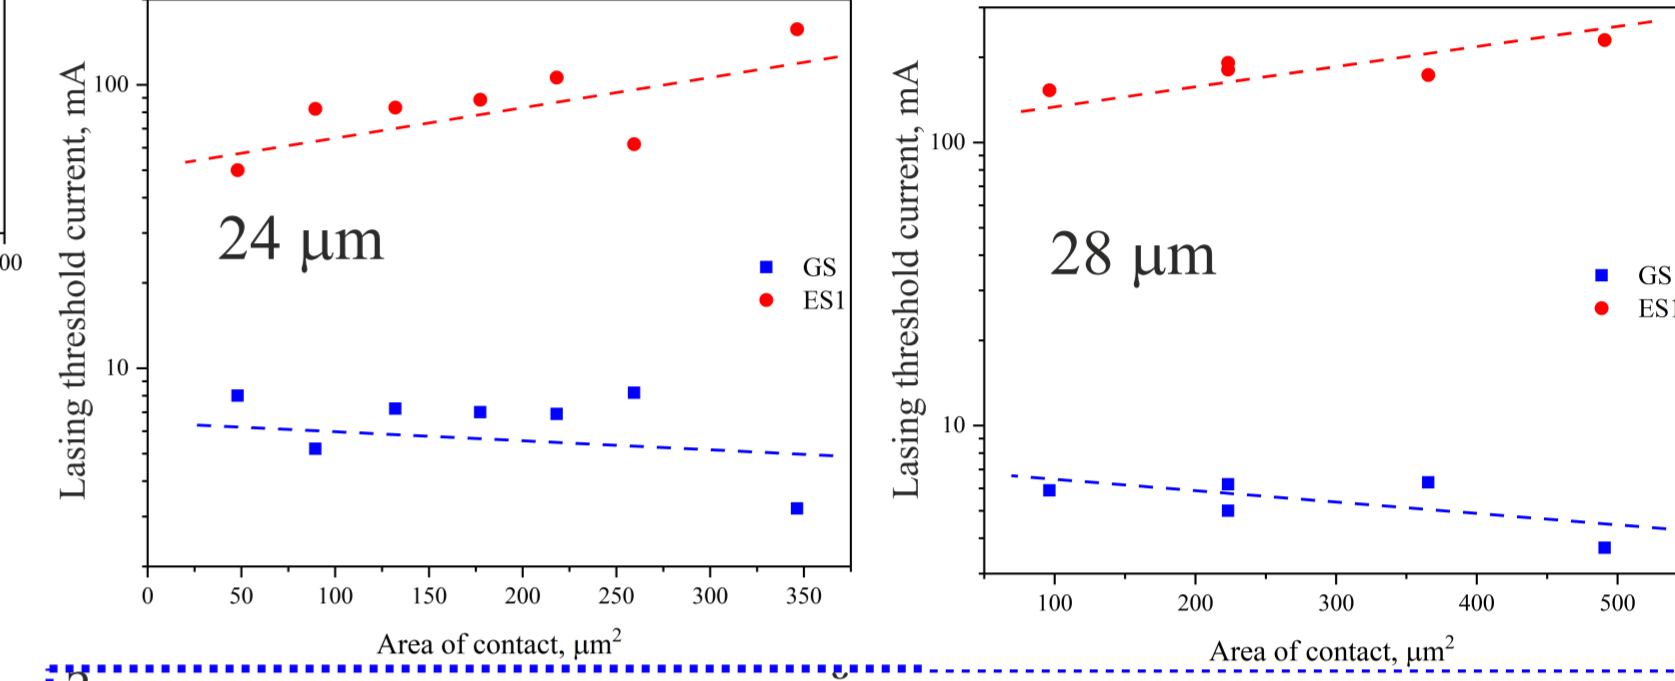 Lasing threshold current, mA
100
10
24 μm
GS
ES1
0 50 100 150 200 250 300 350
Area of contact, μm²
00
Lasing threshold current, mA
100
10
28 μm
GS
ES1
100 200 300 400 500
Area of contact, μm²